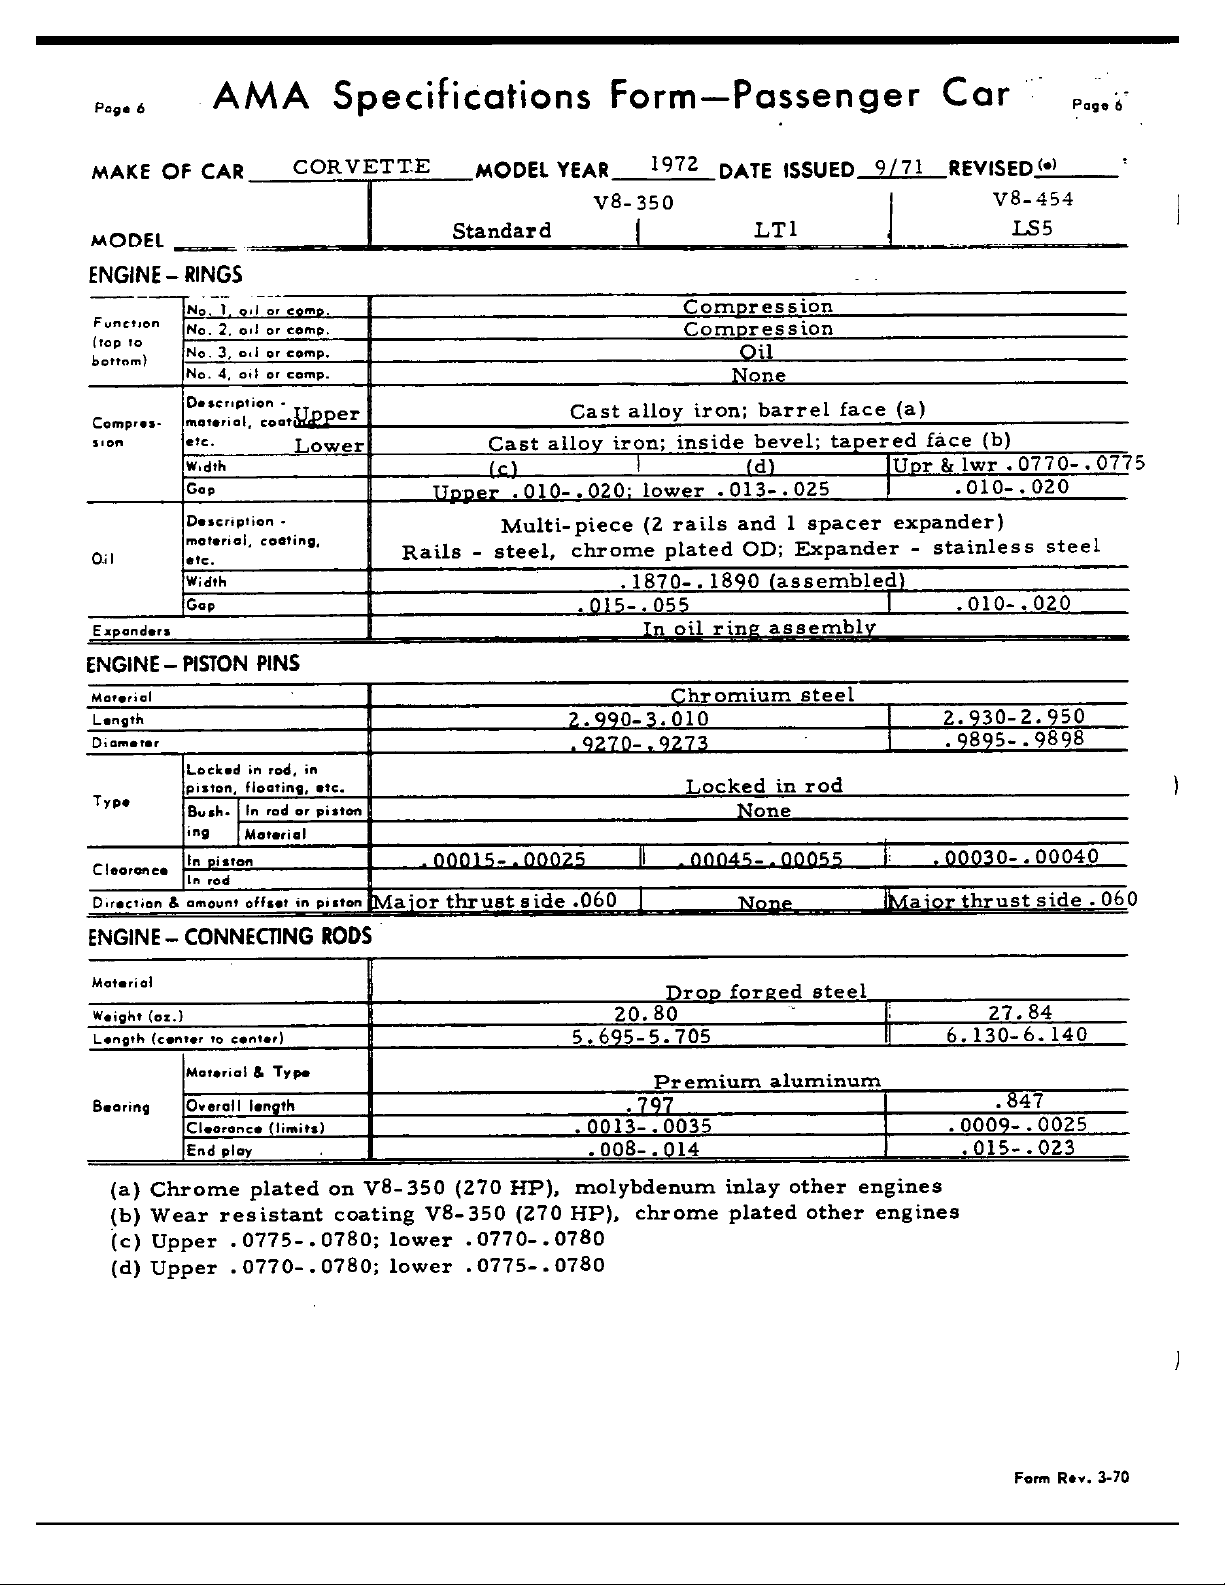 Page 6 AMA Specifications Form—Passenger Car Page 6
MAKE OF CAR CORVETTE MODEL YEAR 1972 DATE ISSUED 9/71 REVISED (•)
V8-350 V8-454
MODEL Standard LT1 LS5
ENGINE – RINGS
Function (top to bottom)
No. 1, oil or comp. Compression
No. 2, oil or comp. Compression
No. 3, oil or comp. Oil
No. 4, oil or comp. None
Compression
Description - material, coating, etc.
Upper Cast alloy iron; barrel face (a)
Lower Cast alloy iron; inside bevel; tapered face (b)
Width (c) (d) Upr & lwr .0770-.0775
Gap Upper .010-.020; lower .013-.025 .010-.020
Oil
Description - material, coating, etc.
Multi-piece (2 rails and 1 spacer expander)
Rails - steel, chrome plated OD; Expander - stainless steel
Width .1870-.1890 (assembled)
Gap .015-.055 .010-.020
Expanders In oil ring assembly
ENGINE – PISTON PINS
Material Chromium steel
Length 2.990-3.010 2.930-2.950
Diameter .9270-.9273 .9895-.9898
Type
Locked in rod, in piston, floating, etc. Locked in rod
Bushing In rod or piston None
Material
Clearance
In piston .00015-.00025 .00045-.00055 .00030-.00040
In rod
Direction & amount offset in piston Major thrust side .060 None Major thrust side .060
ENGINE – CONNECTING RODS
Material Drop forged steel
Weight (oz.) 20.80 27.84
Length (center to center) 5.695-5.705 6.130-6.140
Bearing
Material & Type Premium aluminum
Overall length .797 .847
Clearance (limits) .0013-.0035 .0009-.0025
End play .008-.014 .015-.023
(a) Chrome plated on V8-350 (270 HP), molybdenum inlay other engines
(b) Wear resistant coating V8-350 (270 HP), chrome plated other engines
(c) Upper .0775-.0780; lower .0770-.0780
(d) Upper .0770-.0780; lower .0775-.0780
Form Rev. 3-70